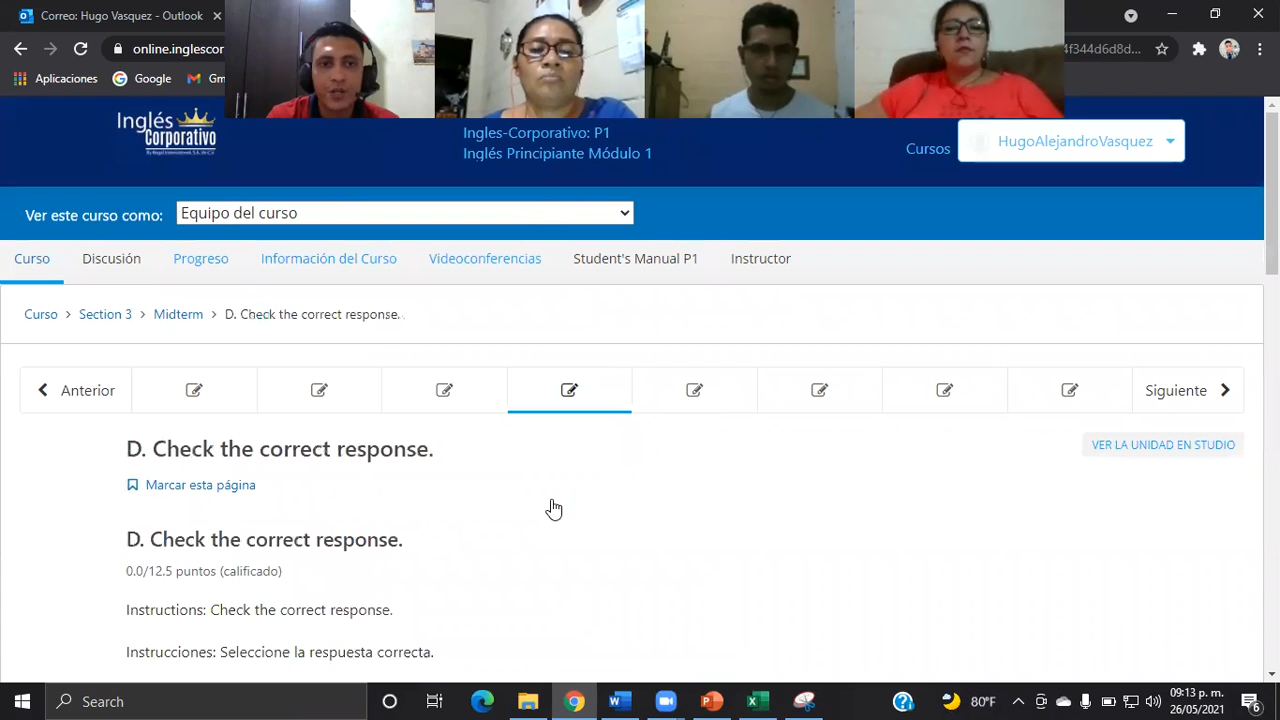 Correo: Hugo Vasquez - Outlook
online.inglescor
f344d6d8d...
Aplicaciones
Google
Gm
Inglés
Corporativo
Ingles-Corporativo: P1
Inglés Principiante Módulo 1
Cursos
HugoAlejandroVasquez
Ver este curso como:
Equipo del curso
Curso
Discusión
Progreso
Información del Curso
Videoconferencias
Student's Manual P1
Instructor
Curso > Section 3 > Midterm > D. Check the correct response.
Anterior
Siguiente
D. Check the correct response.
VER LA UNIDAD EN STUDIO
Marcar esta página
D. Check the correct response.
0.0/12.5 puntos (calificado)
Instructions: Check the correct response.
Instrucciones: Seleccione la respuesta correcta.
Search
80°F
09:13 p. m.
26/05/2021
6